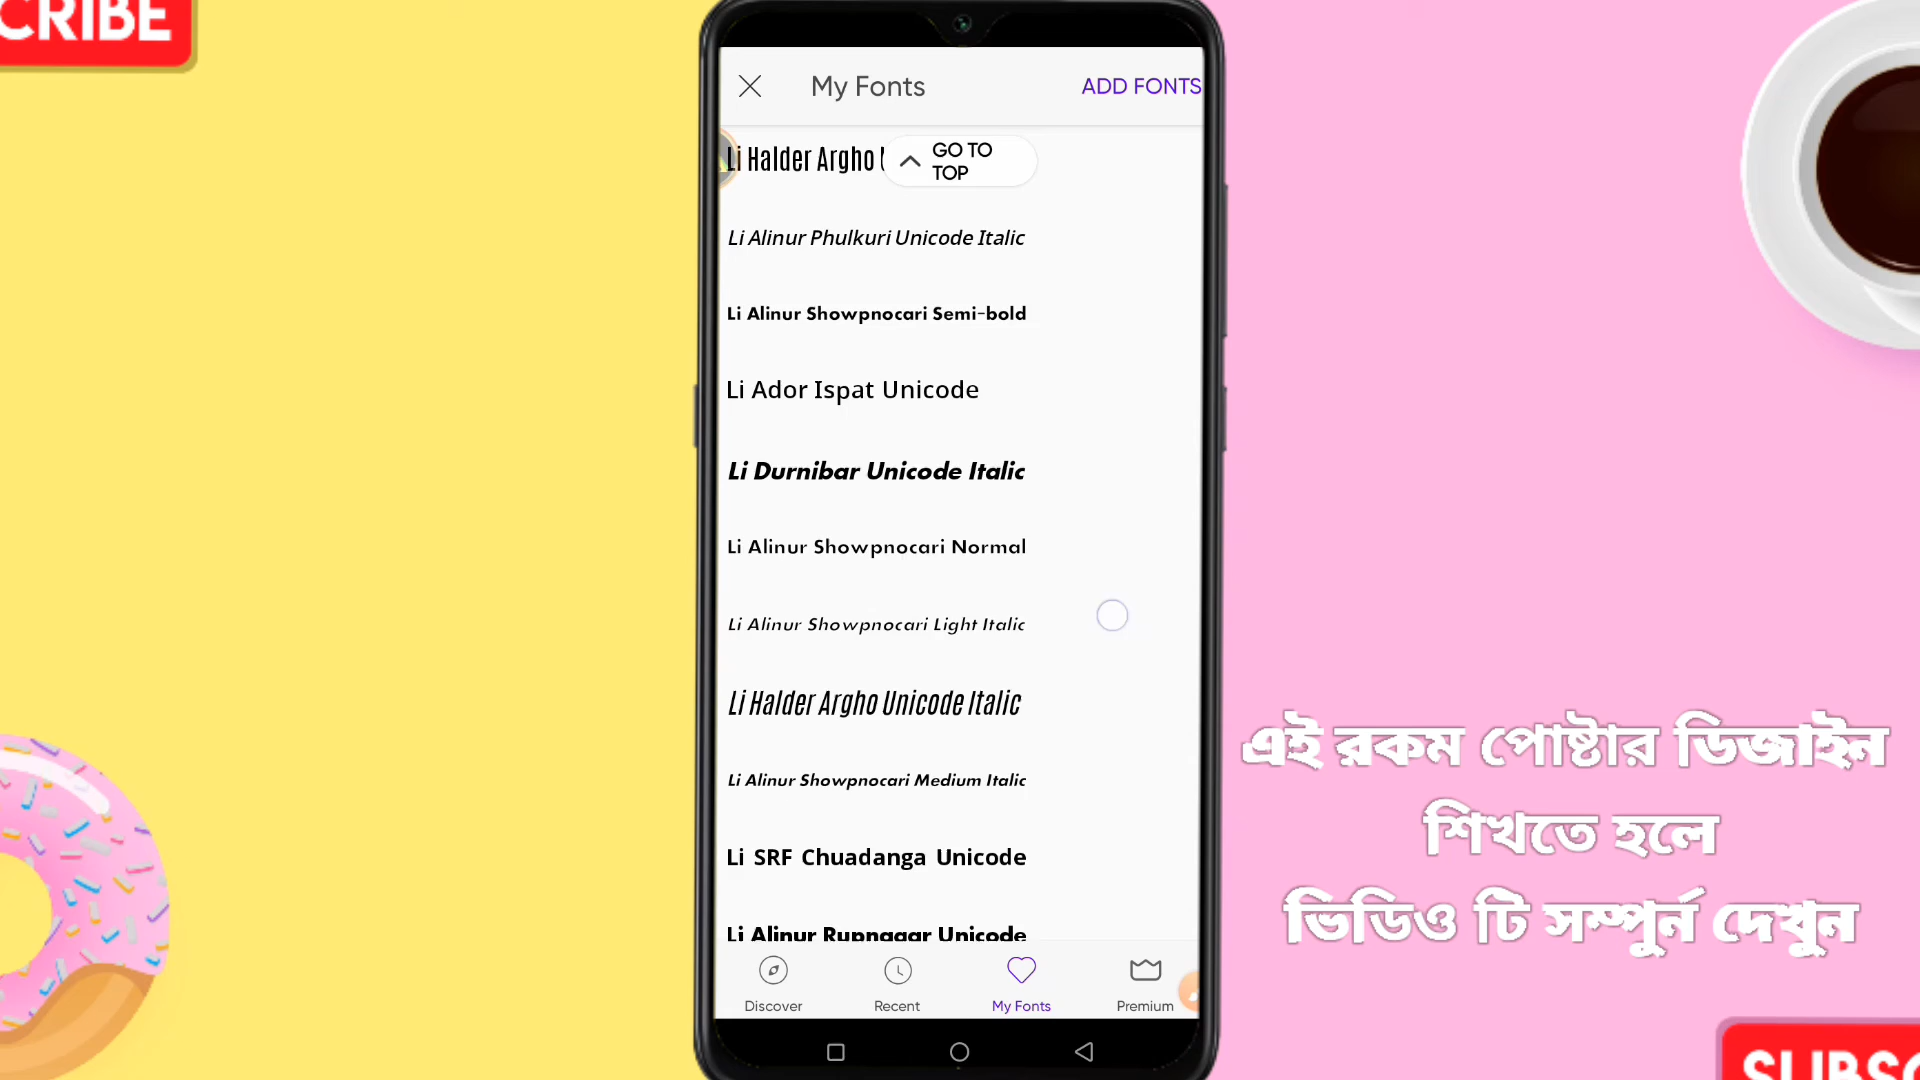 CRIBE
My Fonts
ADD FONTS
Li Halder Argho
GO TO
TOP
Li Alinur Phulkuri Unicode Italic
Li Alinur Showpnocari Semi-bold
Li Ador Ispat Unicode
Li Durnibar Unicode Italic
Li Alinur Showpnocari Normal
Li Alinur Showpnocari Light Italic
Li Halder Argho Unicode Italic
Li Alinur Showpnocari Medium Italic
Li SRF Chuadanga Unicode
Li Alinur Rupnagar Unicode
Discover
Recent
My Fonts
Premium
এই রকম পোষ্টার ডিজাইন
শিখতে হলে
ভিডিও টি সম্পুর্ন দেখুন
SUBSC